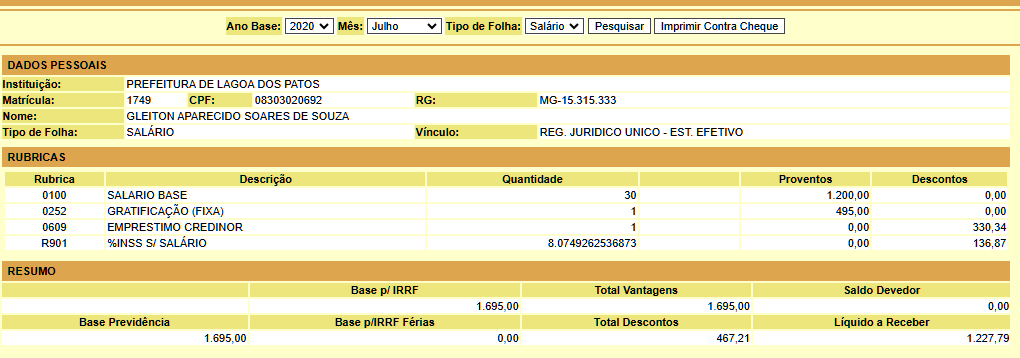 Ano Base: 2020 Mês: Julho Tipo de Folha: Salário Pesquisar Imprimir Contra Cheque
DADOS PESSOAIS
Instituição: PREFEITURA DE LAGOA DOS PATOS
Matrícula: 1749 CPF: 08303020692 RG: MG-15.315.333
Nome: GLEITON APARECIDO SOARES DE SOUZA
Tipo de Folha: SALÁRIO Vínculo: REG. JURIDICO UNICO - EST. EFETIVO
RUBRICAS
Rubrica Descrição Quantidade Proventos Descontos
0100 SALARIO BASE 30 1.200,00 0,00
0252 GRATIFICAÇÃO (FIXA) 1 495,00 0,00
0609 EMPRESTIMO CREDINOR 1 0,00 330,34
R901 %INSS S/ SALÁRIO 8.0749262536873 0,00 136,87
RESUMO
Base p/ IRRF Total Vantagens Saldo Devedor
1.695,00 1.695,00 0,00
Base Previdência Base p/IRRF Férias Total Descontos Líquido a Receber
1.695,00 0,00 467,21 1.227,79